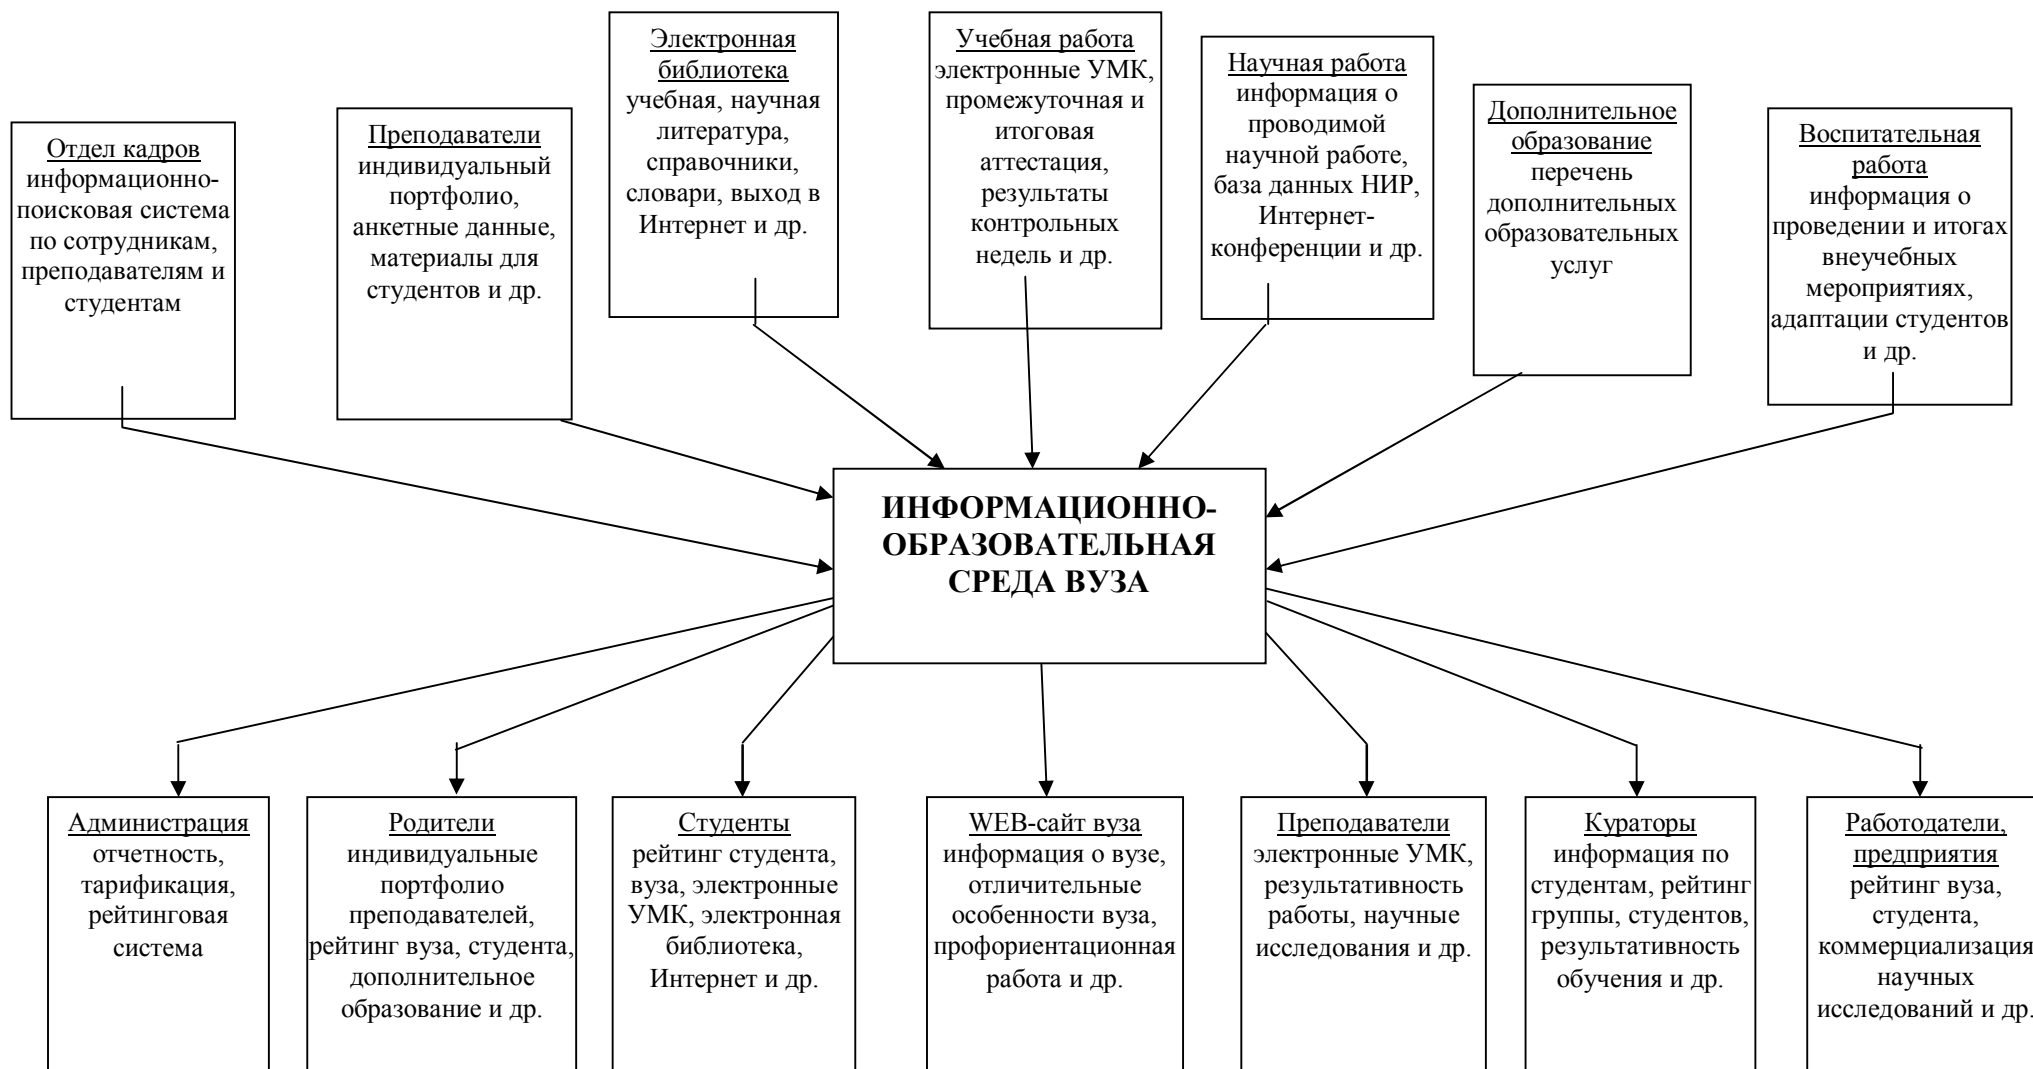 Отдел кадров
информационно-
поисковая система
по сотрудникам,
преподавателям и
студентам
Преподаватели
индивидуальный
портфолио,
анкетные данные,
материалы для
студентов и др.
Электронная
библиотека
учебная, научная
литература,
справочники,
словари, выход в
Интернет и др.
Учебная работа
электронные УМК,
промежуточная и
итоговая
аттестация,
результаты
контрольных
недель и др.
Научная работа
информация о
проводимой
научной работе,
база данных НИР,
Интернет-
конференции и др.
Дополнительное
образование
перечень
дополнительных
образовательных
услуг
Воспитательная
работа
информация о
проведении и итогах
внеучебных
мероприятиях,
адаптации студентов
и др.
ИНФОРМАЦИОННО-
ОБРАЗОВАТЕЛЬНАЯ
СРЕДА ВУЗА
Администрация
отчетность,
тарификация,
рейтинговая
система
Родители
индивидуальные
портфолио
преподавателей,
рейтинг вуза, студента,
дополнительное
образование и др.
Студенты
рейтинг студента,
вуза, электронные
УМК, электронная
библиотека,
Интернет и др.
WEB-сайт вуза
информация о вузе,
отличительные
особенности вуза,
профориентационная
работа и др.
Преподаватели
электронные УМК,
результативность
работы, научные
исследования и др.
Кураторы
информация по
студентам, рейтинг
группы, студентов,
результативность
обучения и др.
Работодатели,
предприятия
рейтинг вуза,
студента,
коммерциализация
научных
исследований и др.